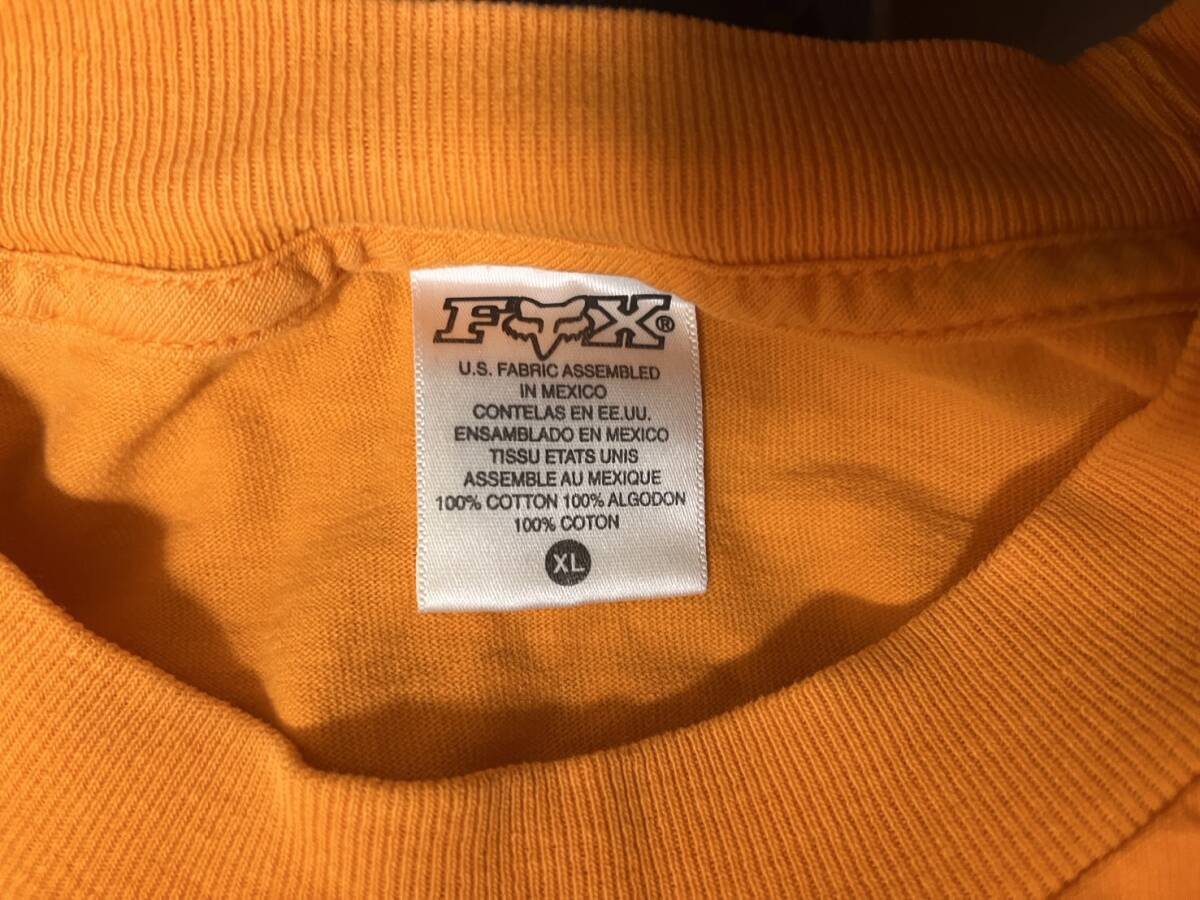 FOX®
U.S. FABRIC ASSEMBLED
IN MEXICO
CONTELAS EN EE.UU.
ENSAMBLADO EN MEXICO
TISSU ETATS UNIS
ASSEMBLE AU MEXIQUE
100% COTTON 100% ALGODON
100% COTON
XL